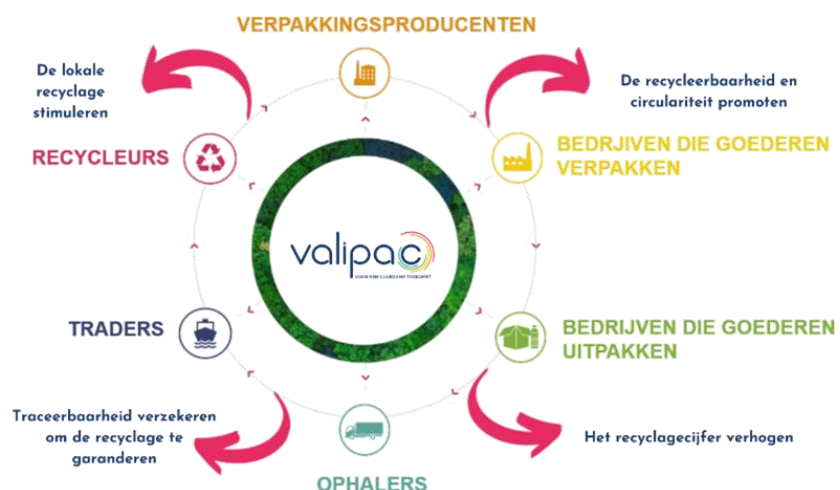 VERPAKKINGSPRODUCENTEN
De lokale
recyclage
stimuleren
De recycleerbaarheid en
circulariteit promoten
RECYCLEURS
BEDRJIVEN DIE GOEDEREN
VERPAKKEN
valipac
TRADERS
BEDRIJVEN DIE GOEDEREN
UITPAKKEN
Traceerbaarheid verzekeren
om de recyclage te
garanderen
Het recyclagecijfer verhogen
OPHALERS